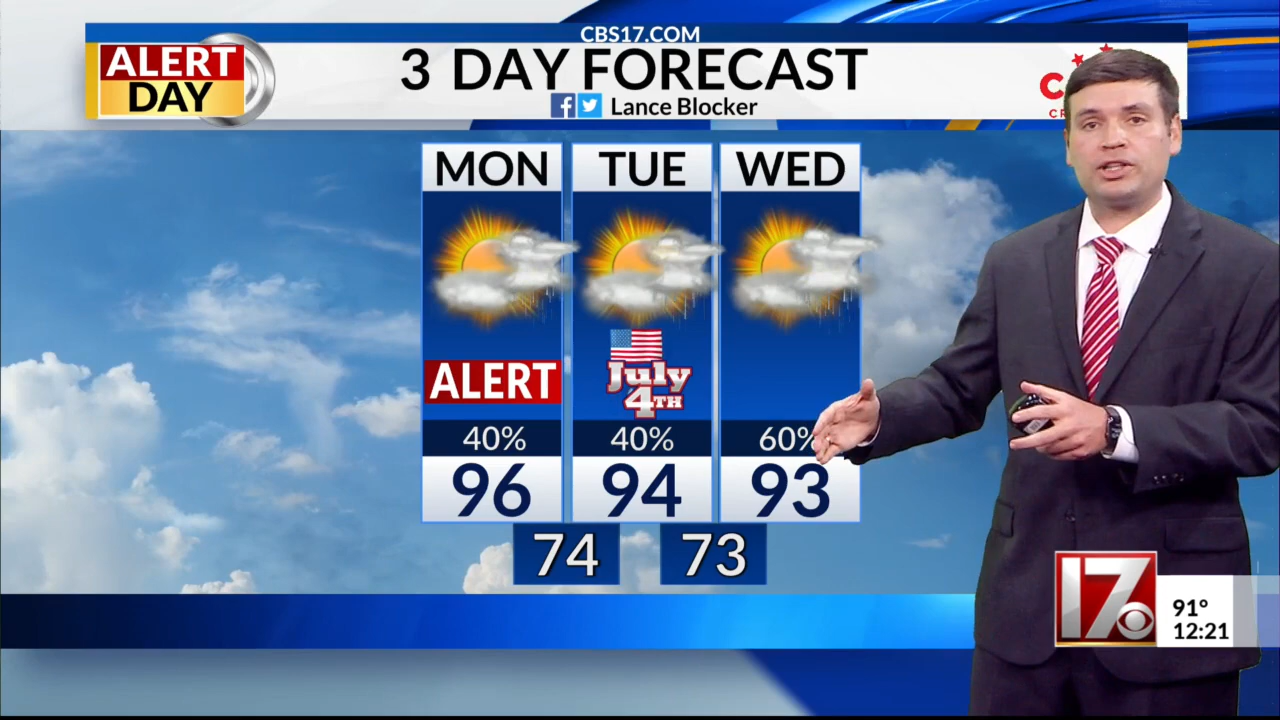 CBS17.COM
ALERT
DAY
3 DAY FORECAST
Lance Blocker
MON
TUE
WED
ALERT
July
4TH
40%
40%
60%
96
94
93
74
73
17
91°
12:21